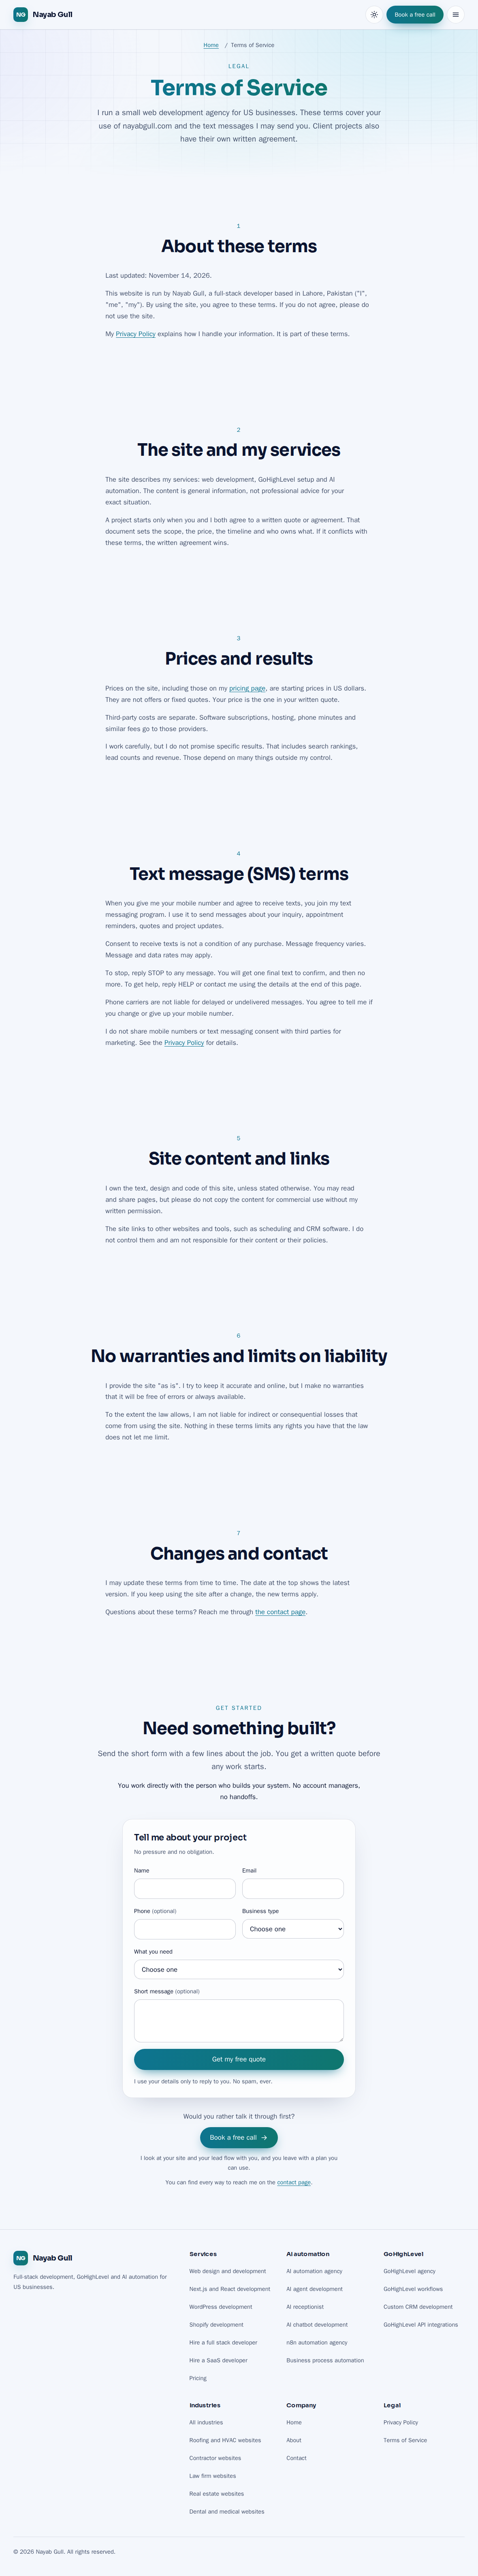 NG Nayab Gull
Book a free call
Home / Terms of Service
LEGAL
Terms of Service
I run a small web development agency for US businesses. These terms cover your
use of nayabgull.com and the text messages I may send you. Client projects also
have their own written agreement.
1
About these terms
Last updated: November 14, 2026.
This website is run by Nayab Gull, a full-stack developer based in Lahore, Pakistan ("I",
"me", "my"). By using the site, you agree to these terms. If you do not agree, please do
not use the site.
My Privacy Policy explains how I handle your information. It is part of these terms.
2
The site and my services
The site describes my services: web development, GoHighLevel setup and AI
automation. The content is general information, not professional advice for your
exact situation.
A project starts only when you and I both agree to a written quote or agreement. That
document sets the scope, the price, the timeline and who owns what. If it conflicts with
these terms, the written agreement wins.
3
Prices and results
Prices on the site, including those on my pricing page, are starting prices in US dollars.
They are not offers or fixed quotes. Your price is the one in your written quote.
Third-party costs are separate. Software subscriptions, hosting, phone minutes and
similar fees go to those providers.
I work carefully, but I do not promise specific results. That includes search rankings,
lead counts and revenue. Those depend on many things outside my control.
4
Text message (SMS) terms
When you give me your mobile number and agree to receive texts, you join my text
messaging program. I use it to send messages about your inquiry, appointment
reminders, quotes and project updates.
Consent to receive texts is not a condition of any purchase. Message frequency varies.
Message and data rates may apply.
To stop, reply STOP to any message. You will get one final text to confirm, and then no
more. To get help, reply HELP or contact me using the details at the end of this page.
Phone carriers are not liable for delayed or undelivered messages. You agree to tell me if
you change or give up your mobile number.
I do not share mobile numbers or text messaging consent with third parties for
marketing. See the Privacy Policy for details.
5
Site content and links
I own the text, design and code of this site, unless stated otherwise. You may read
and share pages, but please do not copy the content for commercial use without my
written permission.
The site links to other websites and tools, such as scheduling and CRM software. I do
not control them and am not responsible for their content or their policies.
6
No warranties and limits on liability
I provide the site "as is". I try to keep it accurate and online, but I make no warranties
that it will be free of errors or always available.
To the extent the law allows, I am not liable for indirect or consequential losses that
come from using the site. Nothing in these terms limits any rights you have that the law
does not let me limit.
7
Changes and contact
I may update these terms from time to time. The date at the top shows the latest
version. If you keep using the site after a change, the new terms apply.
Questions about these terms? Reach me through the contact page.
GET STARTED
Need something built?
Send the short form with a few lines about the job. You get a written quote before
any work starts.
You work directly with the person who builds your system. No account managers,
no handoffs.
Tell me about your project
No pressure and no obligation.
Name Email
Phone (optional) Business type
Choose one
What you need
Choose one
Short message (optional)
Get my free quote
I use your details only to reply to you. No spam, ever.
Would you rather talk it through first?
Book a free call →
I look at your site and your lead flow with you, and you leave with a plan you
can use.
You can find every way to reach me on the contact page.
NG Nayab Gull
Full-stack development, GoHighLevel and AI automation for
US businesses.
Services
Web design and development
Next.js and React development
WordPress development
Shopify development
Hire a full stack developer
Hire a SaaS developer
Pricing
AI automation
AI automation agency
AI agent development
AI receptionist
AI chatbot development
n8n automation agency
Business process automation
GoHighLevel
GoHighLevel agency
GoHighLevel workflows
Custom CRM development
GoHighLevel API integrations
Industries
All industries
Roofing and HVAC websites
Contractor websites
Law firm websites
Real estate websites
Dental and medical websites
Company
Home
About
Contact
Legal
Privacy Policy
Terms of Service
© 2026 Nayab Gull. All rights reserved.